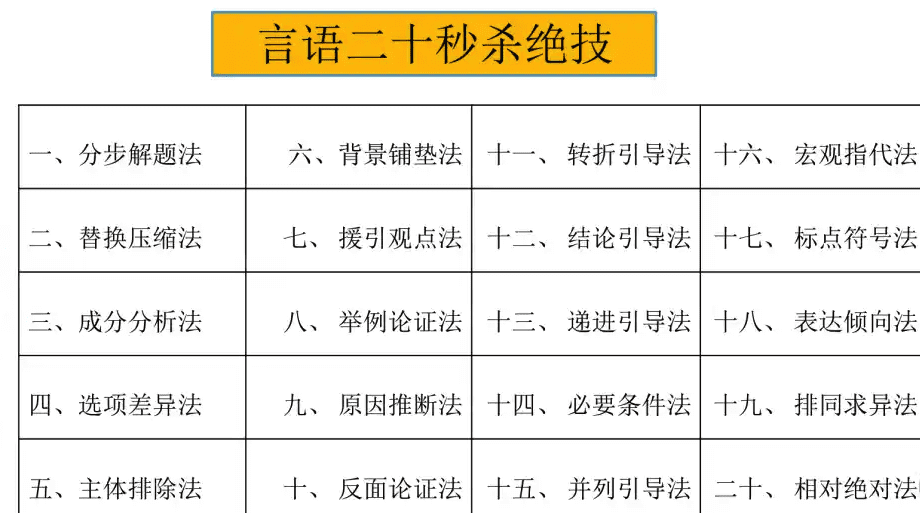 言语二十秒杀绝技
一、分步解题法 六、背景铺垫法 十一、 转折引导法 十六、 宏观指代法
二、替换压缩法 七、 援引观点法 十二、 结论引导法 十七、 标点符号法
三、成分分析法 八、 举例论证法 十三、 递进引导法 十八、 表达倾向法
四、选项差异法 九、 原因推断法 十四、 必要条件法 十九、 排同求异法
五、主体排除法 十、 反面论证法 十五、 并列引导法 二十、 相对绝对法